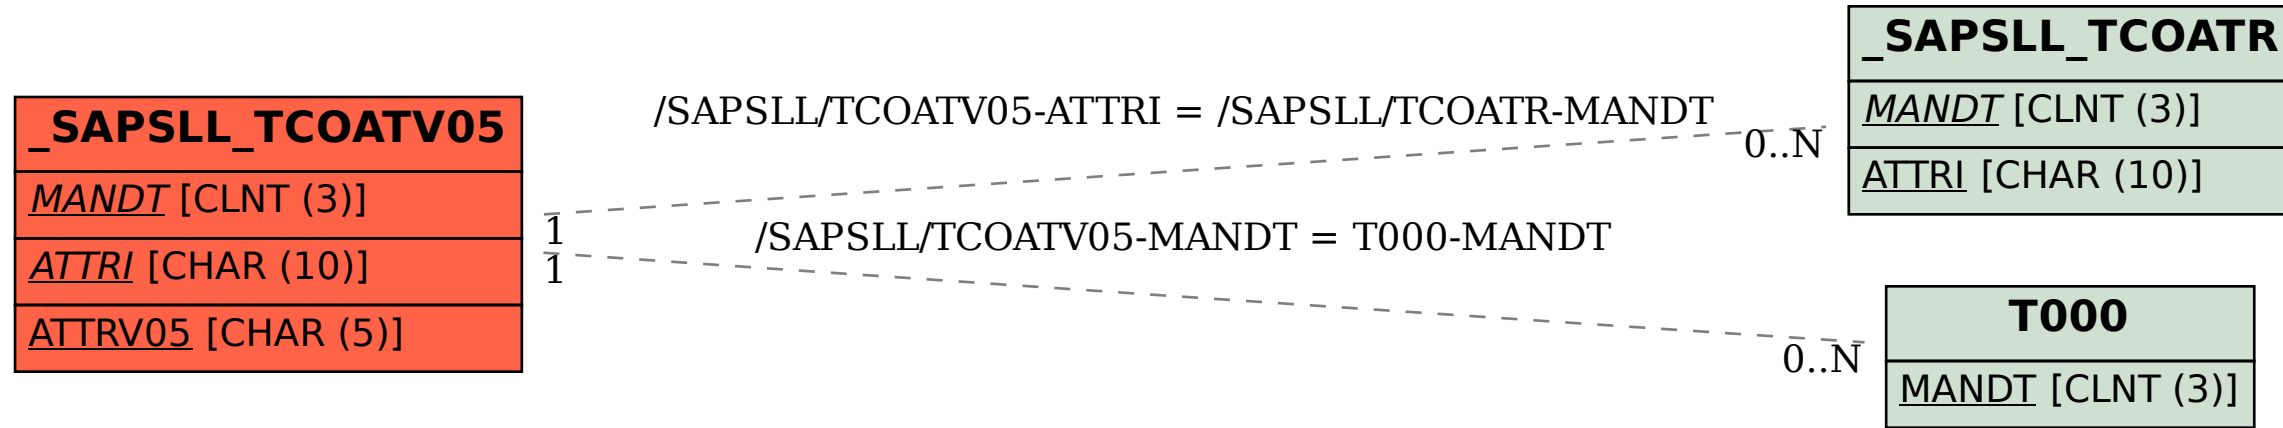 _SAPSLL_TCOATV05
MANDT [CLNT (3)]
ATTRI [CHAR (10)]
ATTRV05 [CHAR (5)]
/SAPSLL/TCOATV05-ATTRI = /SAPSLL/TCOATR-MANDT
1
0..N
/SAPSLL/TCOATV05-MANDT = T000-MANDT
1
0..N
_SAPSLL_TCOATR
MANDT [CLNT (3)]
ATTRI [CHAR (10)]
T000
MANDT [CLNT (3)]